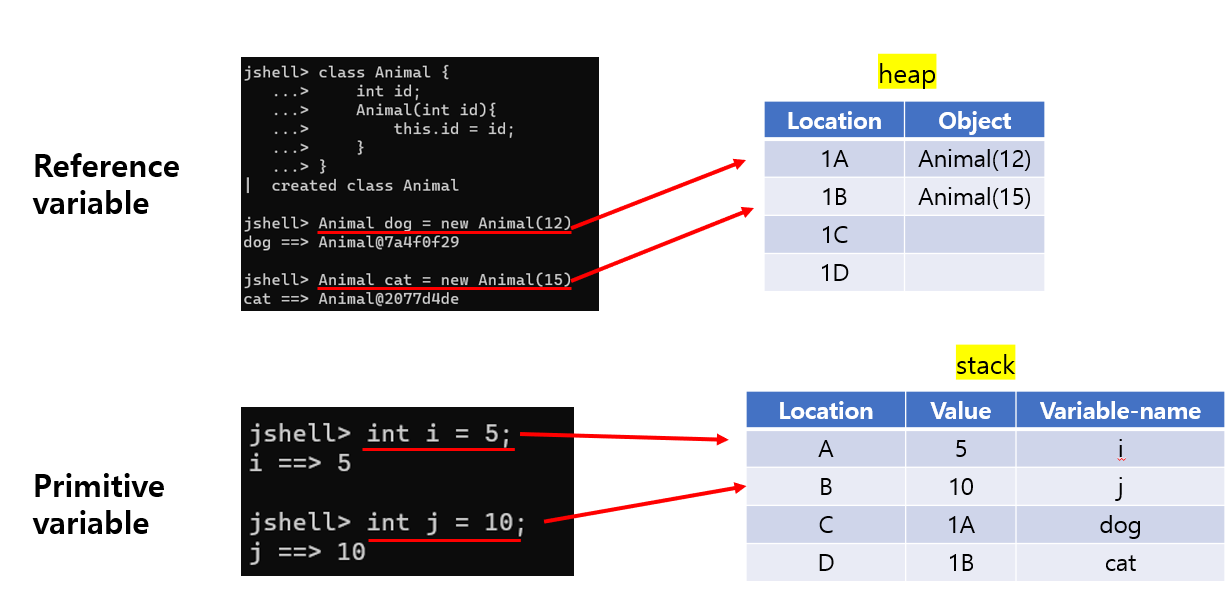 Reference
variable
jshell> class Animal {
   ...>     int id;
   ...>     Animal(int id){
   ...>         this.id = id;
   ...>     }
   ...> }
|  created class Animal
jshell> Animal dog = new Animal(12)
dog ==> Animal@7a4f0f29
jshell> Animal cat = new Animal(15)
cat ==> Animal@2077d4de
heap
Location Object
1A Animal(12)
1B Animal(15)
1C
1D
Primitive
variable
jshell> int i = 5;
i ==> 5
jshell> int j = 10;
j ==> 10
stack
Location Value Variable-name
A 5 i
B 10 j
C 1A dog
D 1B cat